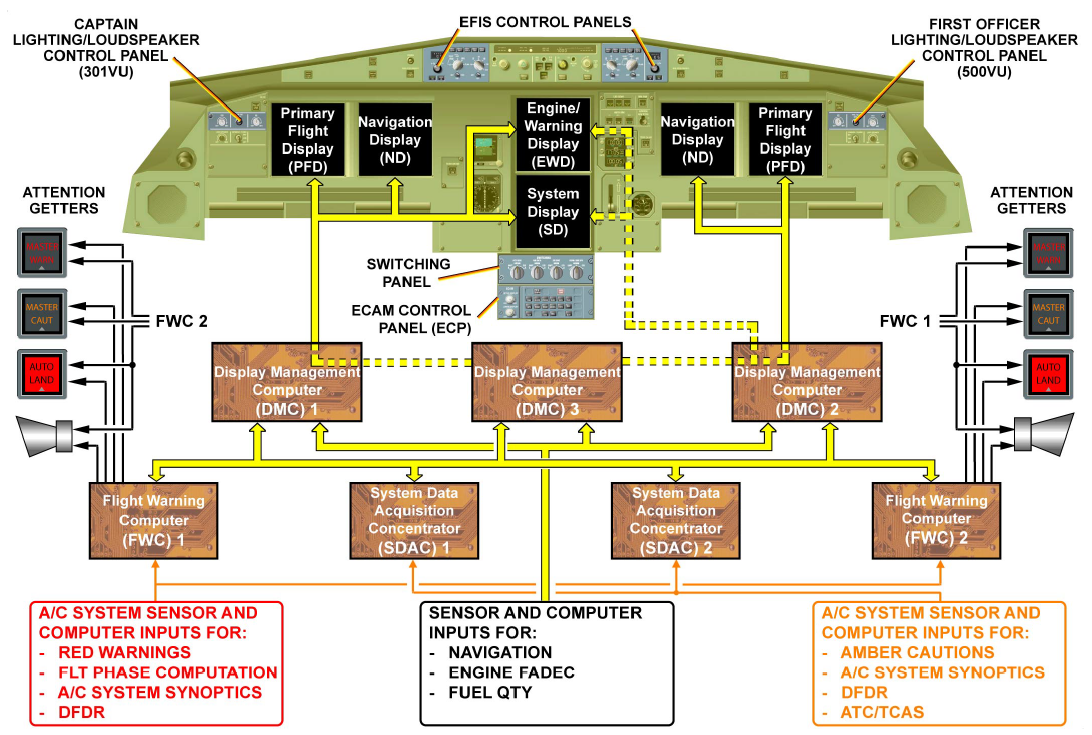 CAPTAIN
LIGHTING/LOUDSPEAKER
CONTROL PANEL
(301VU)
EFIS CONTROL PANELS
FIRST OFFICER
LIGHTING/LOUDSPEAKER
CONTROL PANEL
(500VU)
Primary
Flight
Display
(PFD)
Navigation
Display
(ND)
Engine/
Warning
Display
(EWD)
System
Display
(SD)
Navigation
Display
(ND)
Primary
Flight
Display
(PFD)
ATTENTION
GETTERS
MASTER
WARN
MASTER
CAUT
AUTO
LAND
FWC 2
SWITCHING
PANEL
ECAM CONTROL
PANEL (ECP)
ATTENTION
GETTERS
MASTER
WARN
MASTER
CAUT
AUTO
LAND
FWC 1
Display Management
Computer
(DMC) 1
Display Management
Computer
(DMC) 3
Display Management
Computer
(DMC) 2
Flight Warning
Computer
(FWC) 1
System Data
Acquisition
Concentrator
(SDAC) 1
System Data
Acquisition
Concentrator
(SDAC) 2
Flight Warning
Computer
(FWC) 2
A/C SYSTEM SENSOR AND
COMPUTER INPUTS FOR:
- RED WARNINGS
- FLT PHASE COMPUTATION
- A/C SYSTEM SYNOPTICS
- DFDR
SENSOR AND COMPUTER
INPUTS FOR:
- NAVIGATION
- ENGINE FADEC
- FUEL QTY
A/C SYSTEM SENSOR AND
COMPUTER INPUTS FOR:
- AMBER CAUTIONS
- A/C SYSTEM SYNOPTICS
- DFDR
- ATC/TCAS